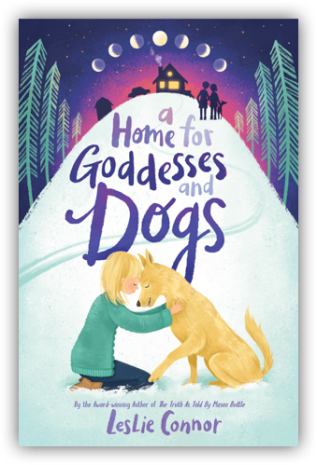 a
Home for
Goddesses
and
Dogs
By the Award-winning Author of The Truth As Told By Mason Buttle
Leslie Connor